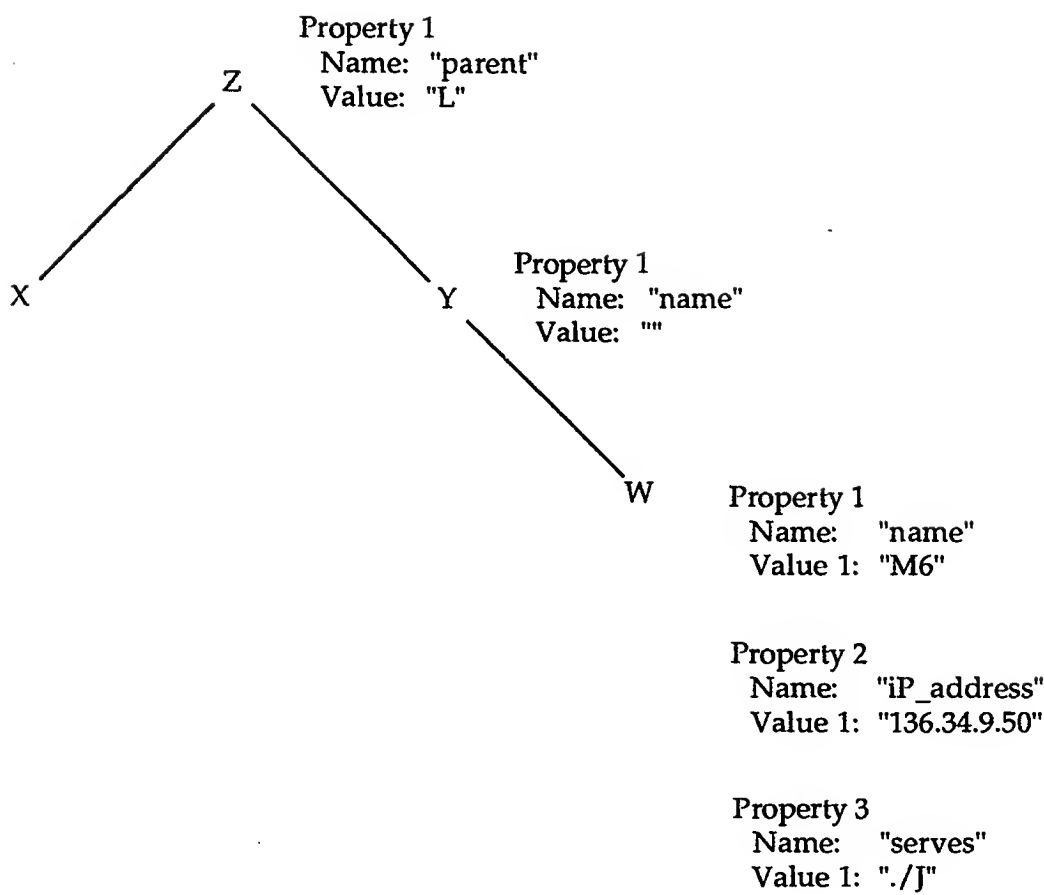 Property 1
Name: "parent"
Value: "L"
Z
X
Property 1
Name: "name"
Value: ""
Y
W
Property 1
Name: "name"
Value 1: "M6"
Property 2
Name: "iP_address"
Value 1: "136.34.9.50"
Property 3
Name: "serves"
Value 1: "./J"